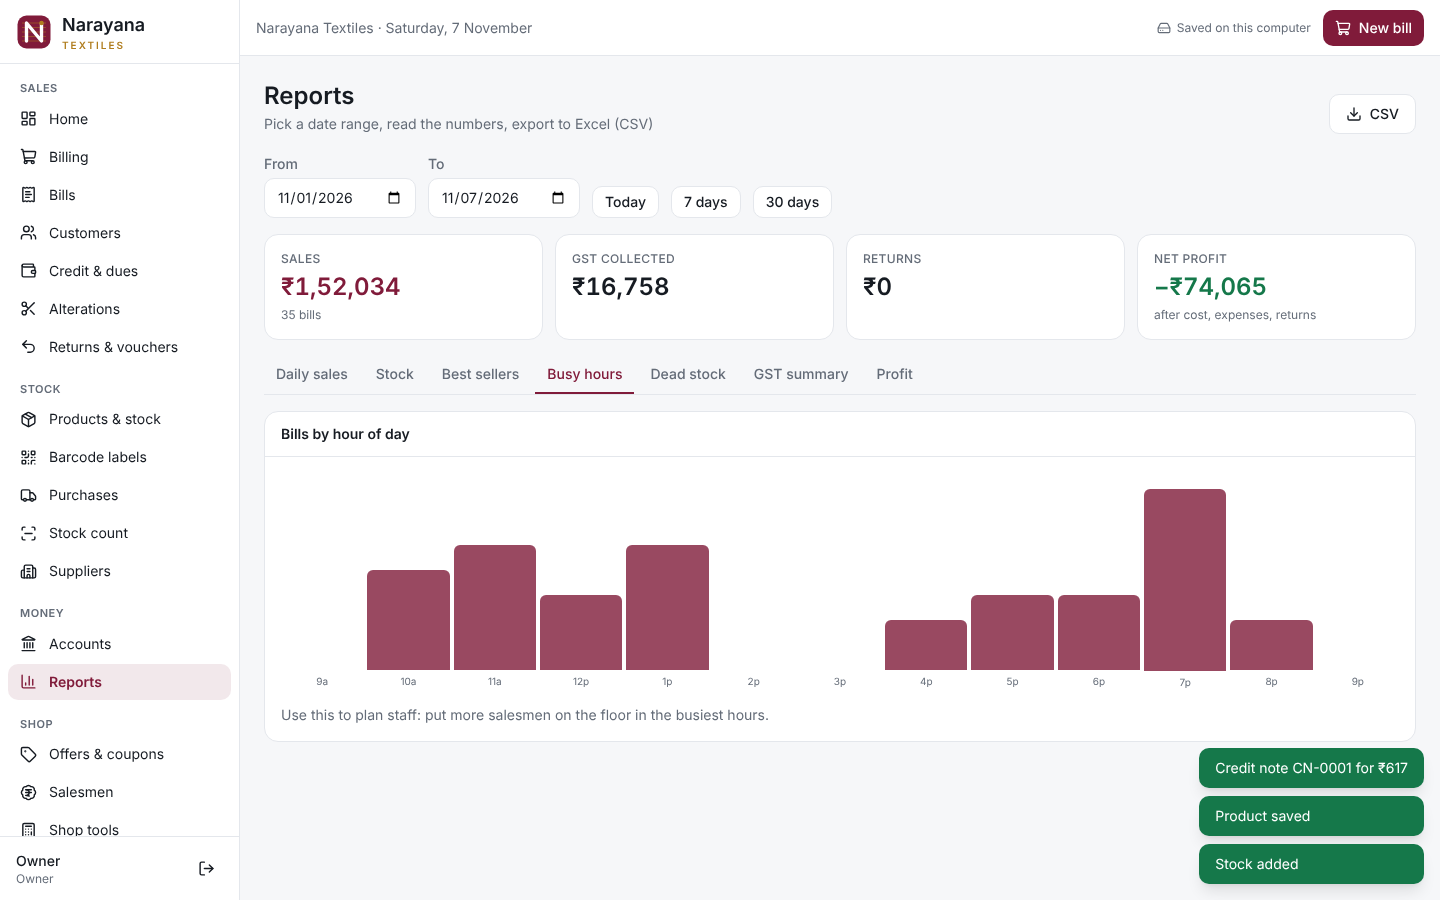 Narayana
TEXTILES
Narayana Textiles · Saturday, 7 November
Saved on this computer
New bill
SALES
Home
Billing
Bills
Customers
Credit & dues
Alterations
Returns & vouchers
STOCK
Products & stock
Barcode labels
Purchases
Stock count
Suppliers
MONEY
Accounts
Reports
SHOP
Offers & coupons
Salesmen
Shop tools
Owner
Owner
Reports
Pick a date range, read the numbers, export to Excel (CSV)
CSV
From To
11/01/2026 11/07/2026 Today 7 days 30 days
SALES
₹1,52,034
35 bills
GST COLLECTED
₹16,758
RETURNS
₹0
NET PROFIT
−₹74,065
after cost, expenses, returns
Daily sales Stock Best sellers Busy hours Dead stock GST summary Profit
Bills by hour of day
9a 10a 11a 12p 1p 2p 3p 4p 5p 6p 7p 8p 9p
Use this to plan staff: put more salesmen on the floor in the busiest hours.
Credit note CN-0001 for ₹617
Product saved
Stock added